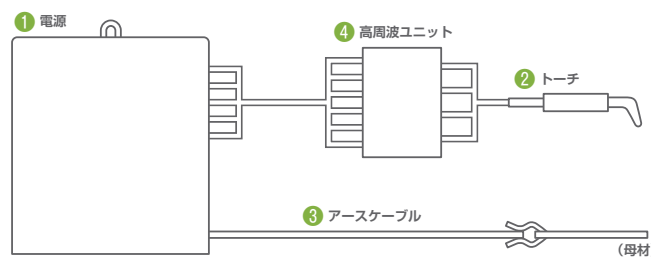 1 電源
4 高周波ユニット
2 トーチ
3 アースケーブル
(母材